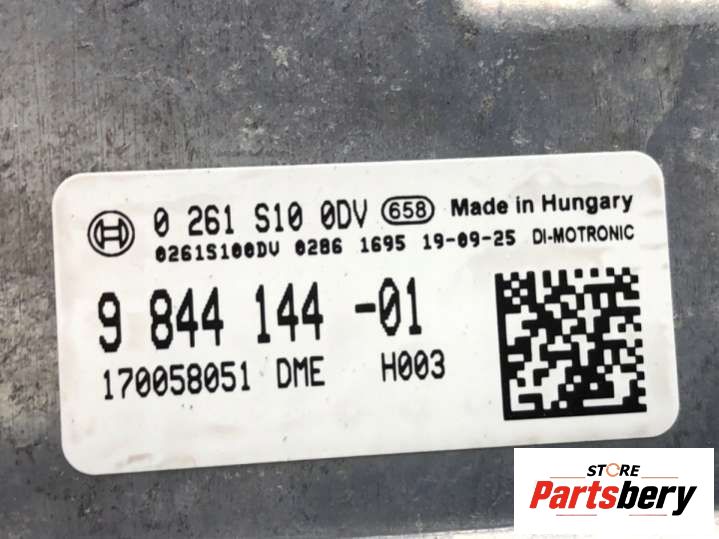 0 261 S10 0DV 658 Made in Hungary
0261S100DV 0286 1695 19-09-25 DI-MOTRONIC
9 844 144 -01
170058051 DME H003
STORE
Partsbery